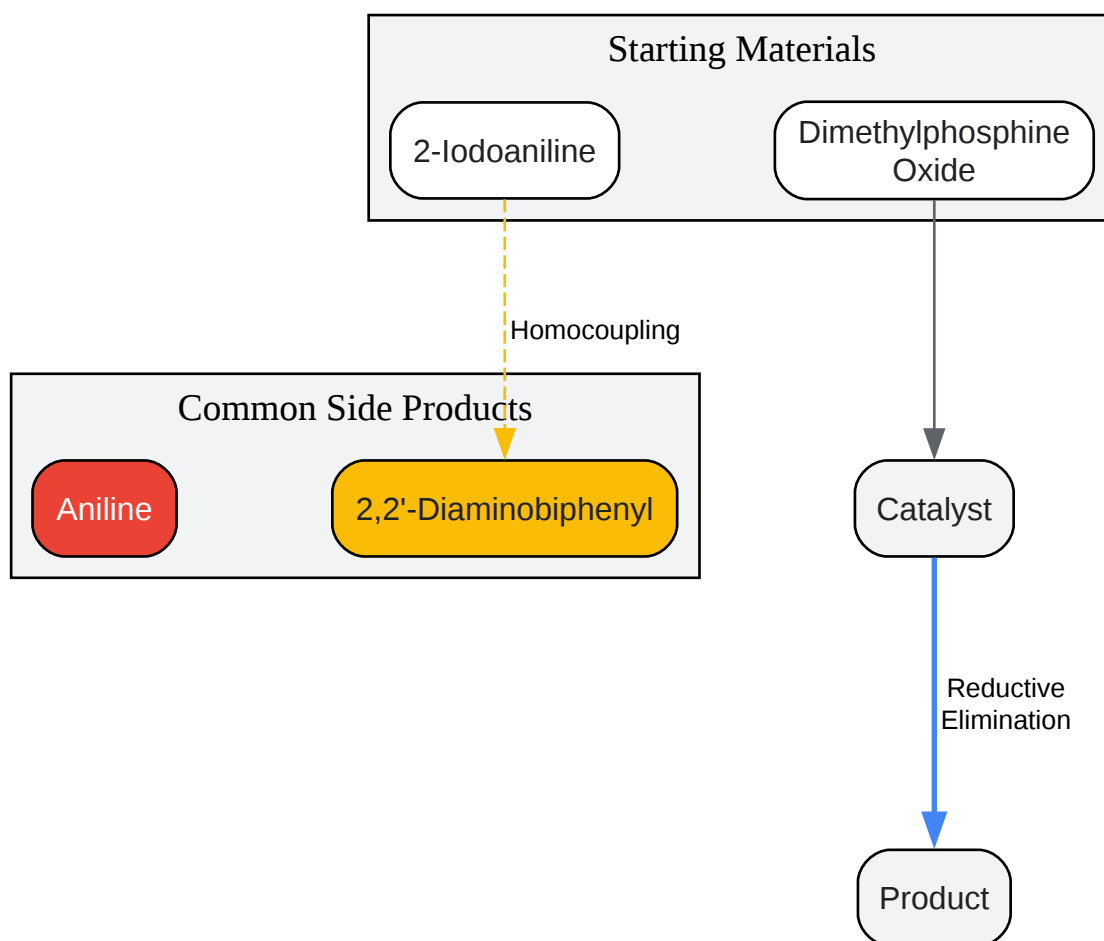 Starting Materials
2-Iodoaniline
Dimethylphosphine
Oxide
Homocoupling
Common Side Products
Aniline
2,2'-Diaminobiphenyl
Catalyst
Reductive
Elimination
Product